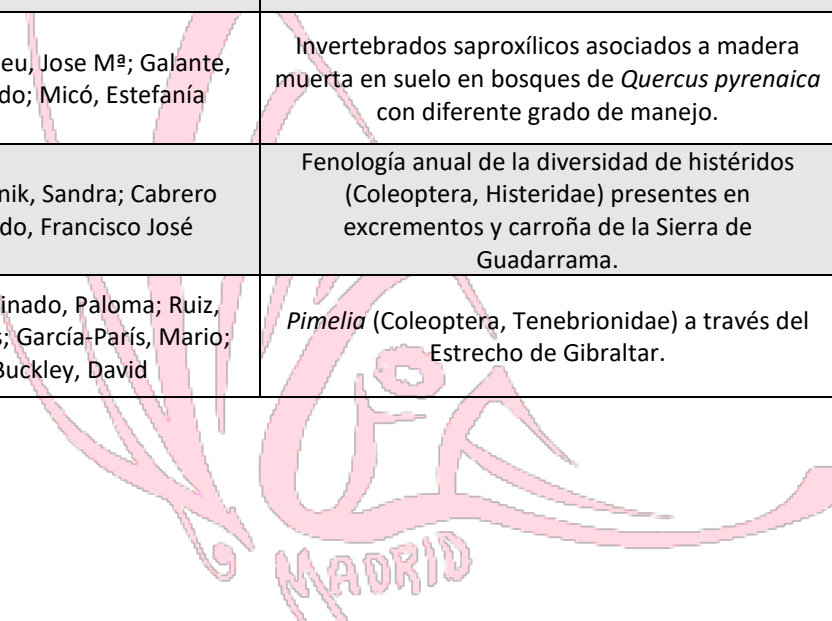 eu, Jose Mª; Galante,
do; Micó, Estefanía
Invertebrados saproxílicos asociados a madera
muerta en suelo en bosques de Quercus pyrenaica
con diferente grado de manejo.
nik, Sandra; Cabrero
do, Francisco José
Fenología anual de la diversidad de histéridos
(Coleoptera, Histeridae) presentes en
excrementos y carroña de la Sierra de
Guadarrama.
inado, Paloma; Ruiz,
s; García-París, Mario;
Buckley, David
Pimelia (Coleoptera, Tenebrionidae) a través del
Estrecho de Gibraltar.
MADRID